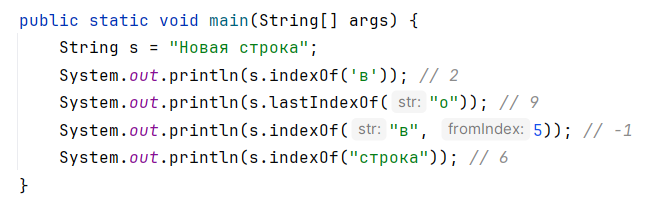 public static void main(String[] args) {
String s = "Новая строка";
System.out.println(s.indexOf('в')); // 2
System.out.println(s.lastIndexOf( str: "о")); // 9
System.out.println(s.indexOf( str: "в", fromIndex: 5)); // -1
System.out.println(s.indexOf("строка")); // 6
}